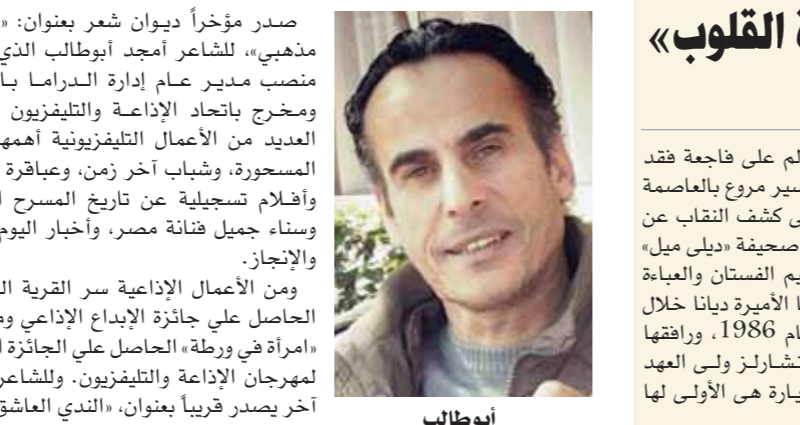 ة القلوب»
لم على فاجعة فقد
سير مروع بالعاصمة
ى كشف النقاب عن
صحيفة «ديلى ميل»
يم الفستان والعباءة
ا الأميرة ديانا خلال
ام 1986، ورافقها
تشارلز ولى العهد
يارة هى الأولى لها
أبوطالب
صدر مؤخراً ديوان شعر بعنوان: «
مذهبي»، للشاعر أمجد أبوطالب الذي
منصب مدير عام إدارة الدراما با
ومخرج باتحاد الإذاعة والتليفزيون
العديد من الأعمال التليفزيونية أهمه
المسحورة، وشباب آخر زمن، وعباقرة
وأفلام تسجيلية عن تاريخ المسرح ا
وسناء جميل فنانة مصر، وأخبار اليوم
والإنجاز.
ومن الأعمال الإذاعية سر القرية ال
الحاصل علي جائزة الإبداع الإذاعي وم
«امرأة في ورطة» الحاصل علي الجائزة ا
لمهرجان الإذاعة والتليفزيون. وللشاعر
آخر يصدر قريباً بعنوان، «الندي العاشق